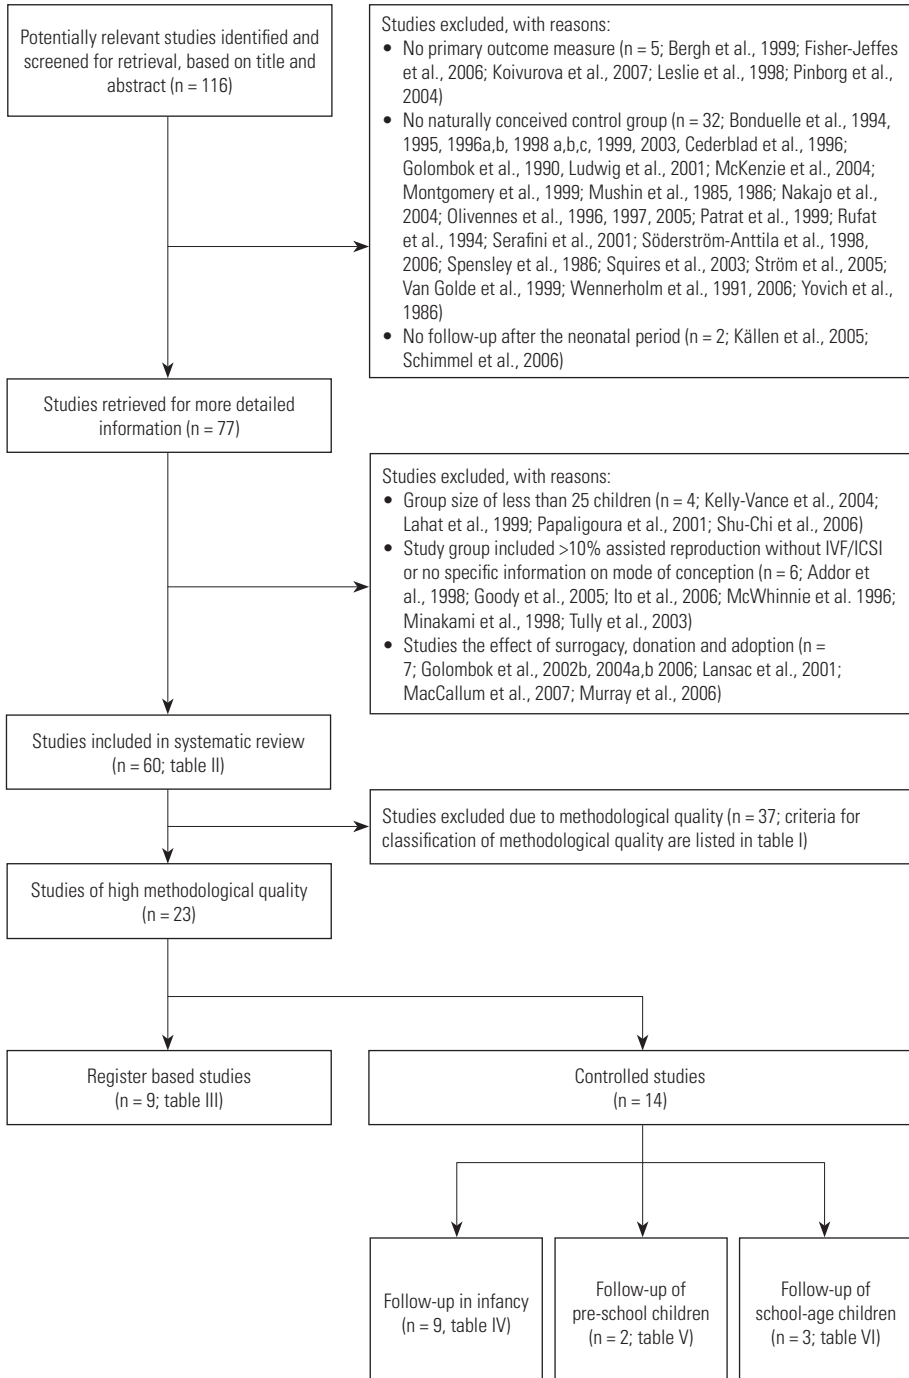 Potentially relevant studies identified and
screened for retrieval, based on title and
abstract (n = 116)
Studies excluded, with reasons:
• No primary outcome measure (n = 5; Bergh et al., 1999; Fisher-Jeffes
et al., 2006; Koivurova et al., 2007; Leslie et al., 1998; Pinborg et al.,
2004)
• No naturally conceived control group (n = 32; Bonduelle et al., 1994,
1995, 1996a,b, 1998 a,b,c, 1999, 2003, Cederblad et al., 1996;
Golombok et al., 1990, Ludwig et al., 2001; McKenzie et al., 2004;
Montgomery et al., 1999; Mushin et al., 1985, 1986; Nakajo et al.,
2004; Olivennes et al., 1996, 1997, 2005; Patrat et al., 1999; Rufat
et al., 1994; Serafini et al., 2001; Söderström-Anttila et al., 1998,
2006; Spensley et al., 1986; Squires et al., 2003; Ström et al., 2005;
Van Golde et al., 1999; Wennerholm et al., 1991, 2006; Yovich et al.,
1986)
• No follow-up after the neonatal period (n = 2; Källen et al., 2005;
Schimmel et al., 2006)
Studies retrieved for more detailed
information (n = 77)
Studies excluded, with reasons:
• Group size of less than 25 children (n = 4; Kelly-Vance et al., 2004;
Lahat et al., 1999; Papaligoura et al., 2001; Shu-Chi et al., 2006)
• Study group included >10% assisted reproduction without IVF/ICSI
or no specific information on mode of conception (n = 6; Addor et
al., 1998; Goody et al., 2005; Ito et al., 2006; McWhinnie et al. 1996;
Minakami et al., 1998; Tully et al., 2003)
• Studies the effect of surrogacy, donation and adoption (n =
7; Golombok et al., 2002b, 2004a,b 2006; Lansac et al., 2001;
MacCallum et al., 2007; Murray et al., 2006)
Studies included in systematic review
(n = 60; table II)
Studies excluded due to methodological quality (n = 37; criteria for
classification of methodological quality are listed in table I)
Studies of high methodological quality
(n = 23)
Register based studies
(n = 9; table III)
Controlled studies
(n = 14)
Follow-up in infancy
(n = 9, table IV)
Follow-up of
pre-school children
(n = 2; table V)
Follow-up of
school-age children
(n = 3; table VI)